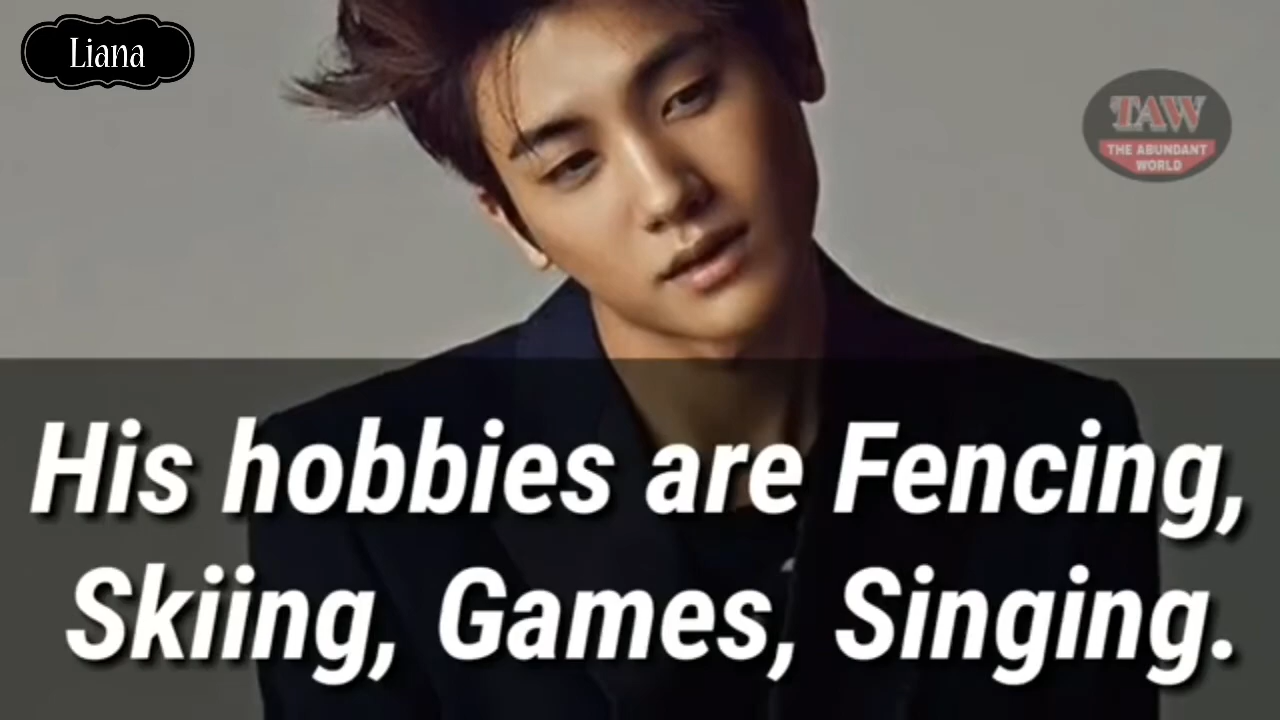 Liana
TAW
THE ABUNDANT
WORLD
His hobbies are Fencing,
Skiing, Games, Singing.